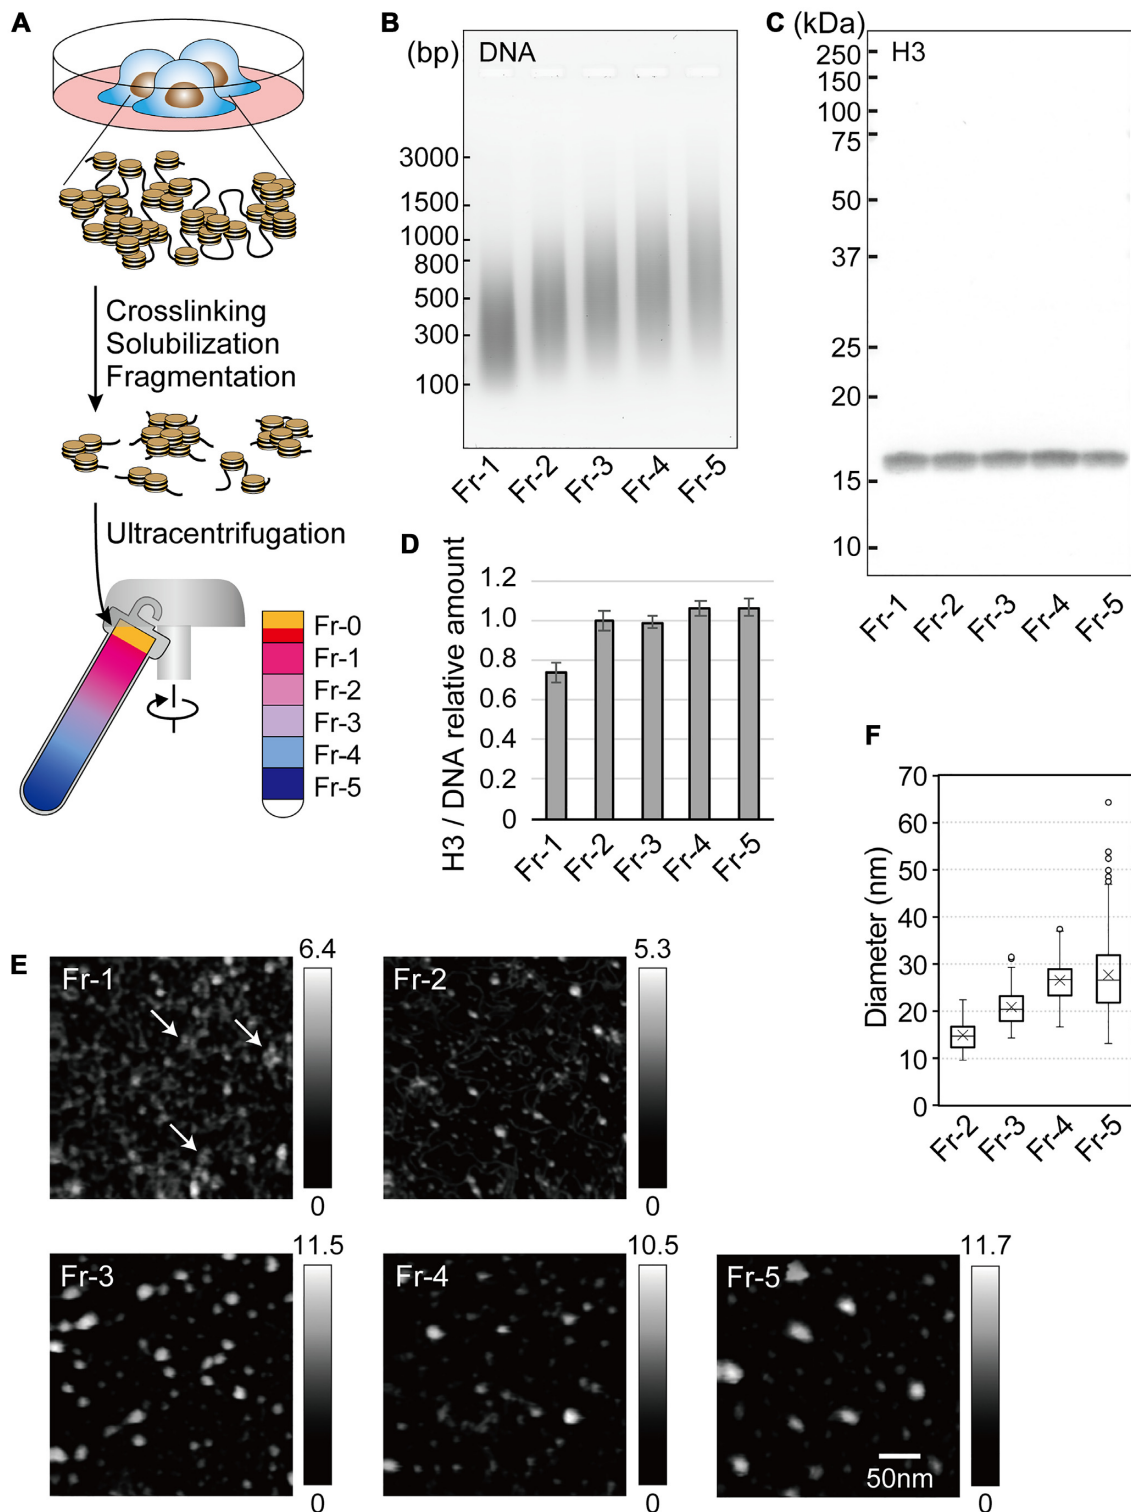 A
Crosslinking
Solubilization
Fragmentation
Ultracentrifugation
Fr-0
Fr-1
Fr-2
Fr-3
Fr-4
Fr-5
B
(bp)
DNA
3000
1500
1000
800
500
300
100
Fr-1 Fr-2 Fr-3 Fr-4 Fr-5
C (kDa)
H3
250
150
100
75
50
37
25
20
15
10
Fr-1 Fr-2 Fr-3 Fr-4 Fr-5
D
H3 / DNA relative amount
1.2
1.0
0.8
0.6
0.4
0.2
0
Fr-1 Fr-2 Fr-3 Fr-4 Fr-5
E
Fr-1
6.4
0
Fr-2
5.3
0
Fr-3
11.5
0
Fr-4
10.5
0
Fr-5
50nm
11.7
0
F
Diameter (nm)
70
60
50
40
30
20
10
0
Fr-2 Fr-3 Fr-4 Fr-5